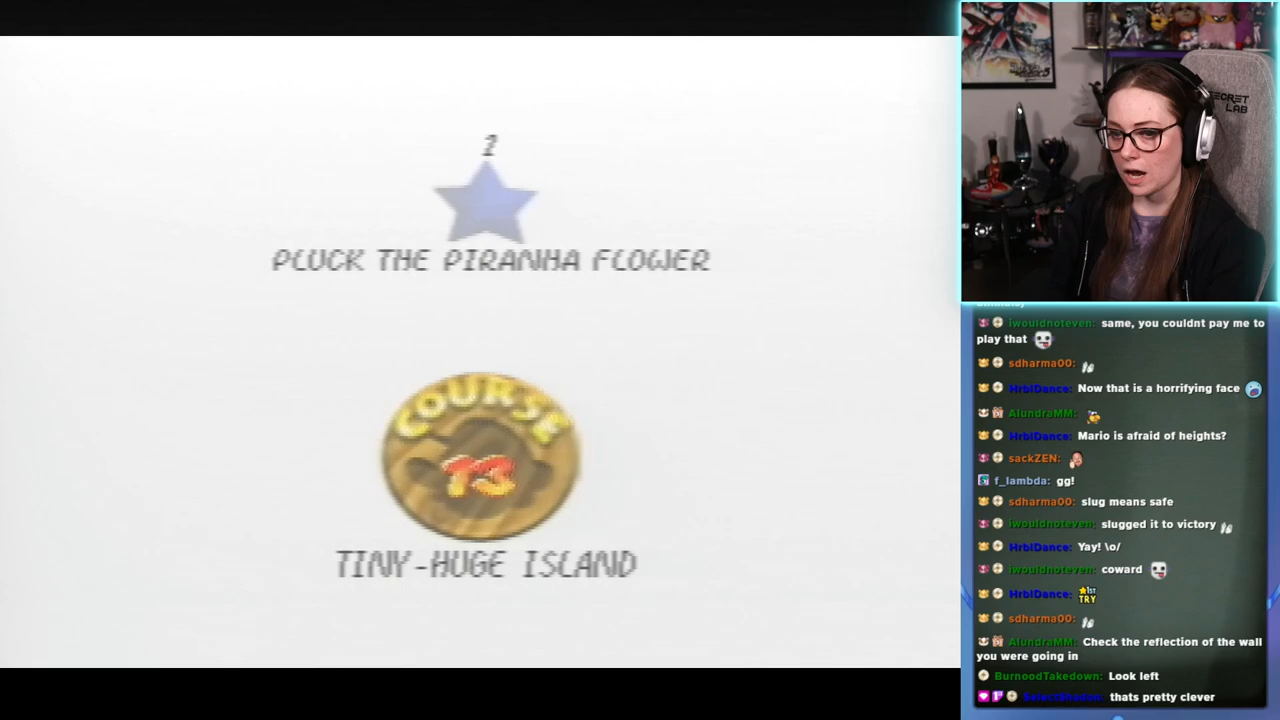 2
PLUCK THE PIRANHA FLOWER
COURSE
13
TINY-HUGE ISLAND
SECRET
LAB
iwouldnoteven: same, you couldnt pay me to
play that
sdharma00:
HrblDance: Now that is a horrifying face
AlundraMM:
HrblDance: Mario is afraid of heights?
sackZEN:
f_lambda: gg!
sdharma00: slug means safe
iwouldnoteven: slugged it to victory
HrblDance: Yay! \o/
iwouldnoteven: coward
HrblDance: 1ST
TRY
sdharma00:
AlundraMM: Check the reflection of the wall
you were going in
BurnoodTakedown: Look left
thats pretty clever